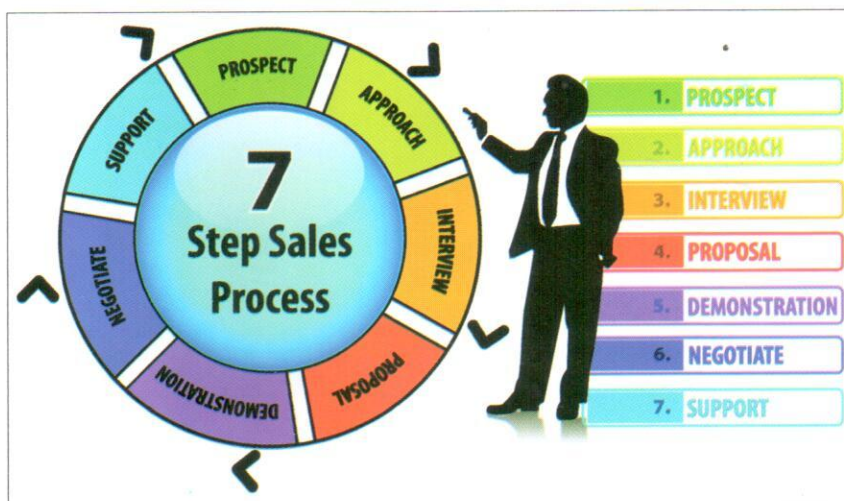 PROSPECT
APPROACH
INTERVIEW
PROPOSAL
DEMONSTRATION
NEGOTIATE
SUPPORT
7
Step Sales
Process
1. PROSPECT
2. APPROACH
3. INTERVIEW
4. PROPOSAL
5. DEMONSTRATION
6. NEGOTIATE
7. SUPPORT